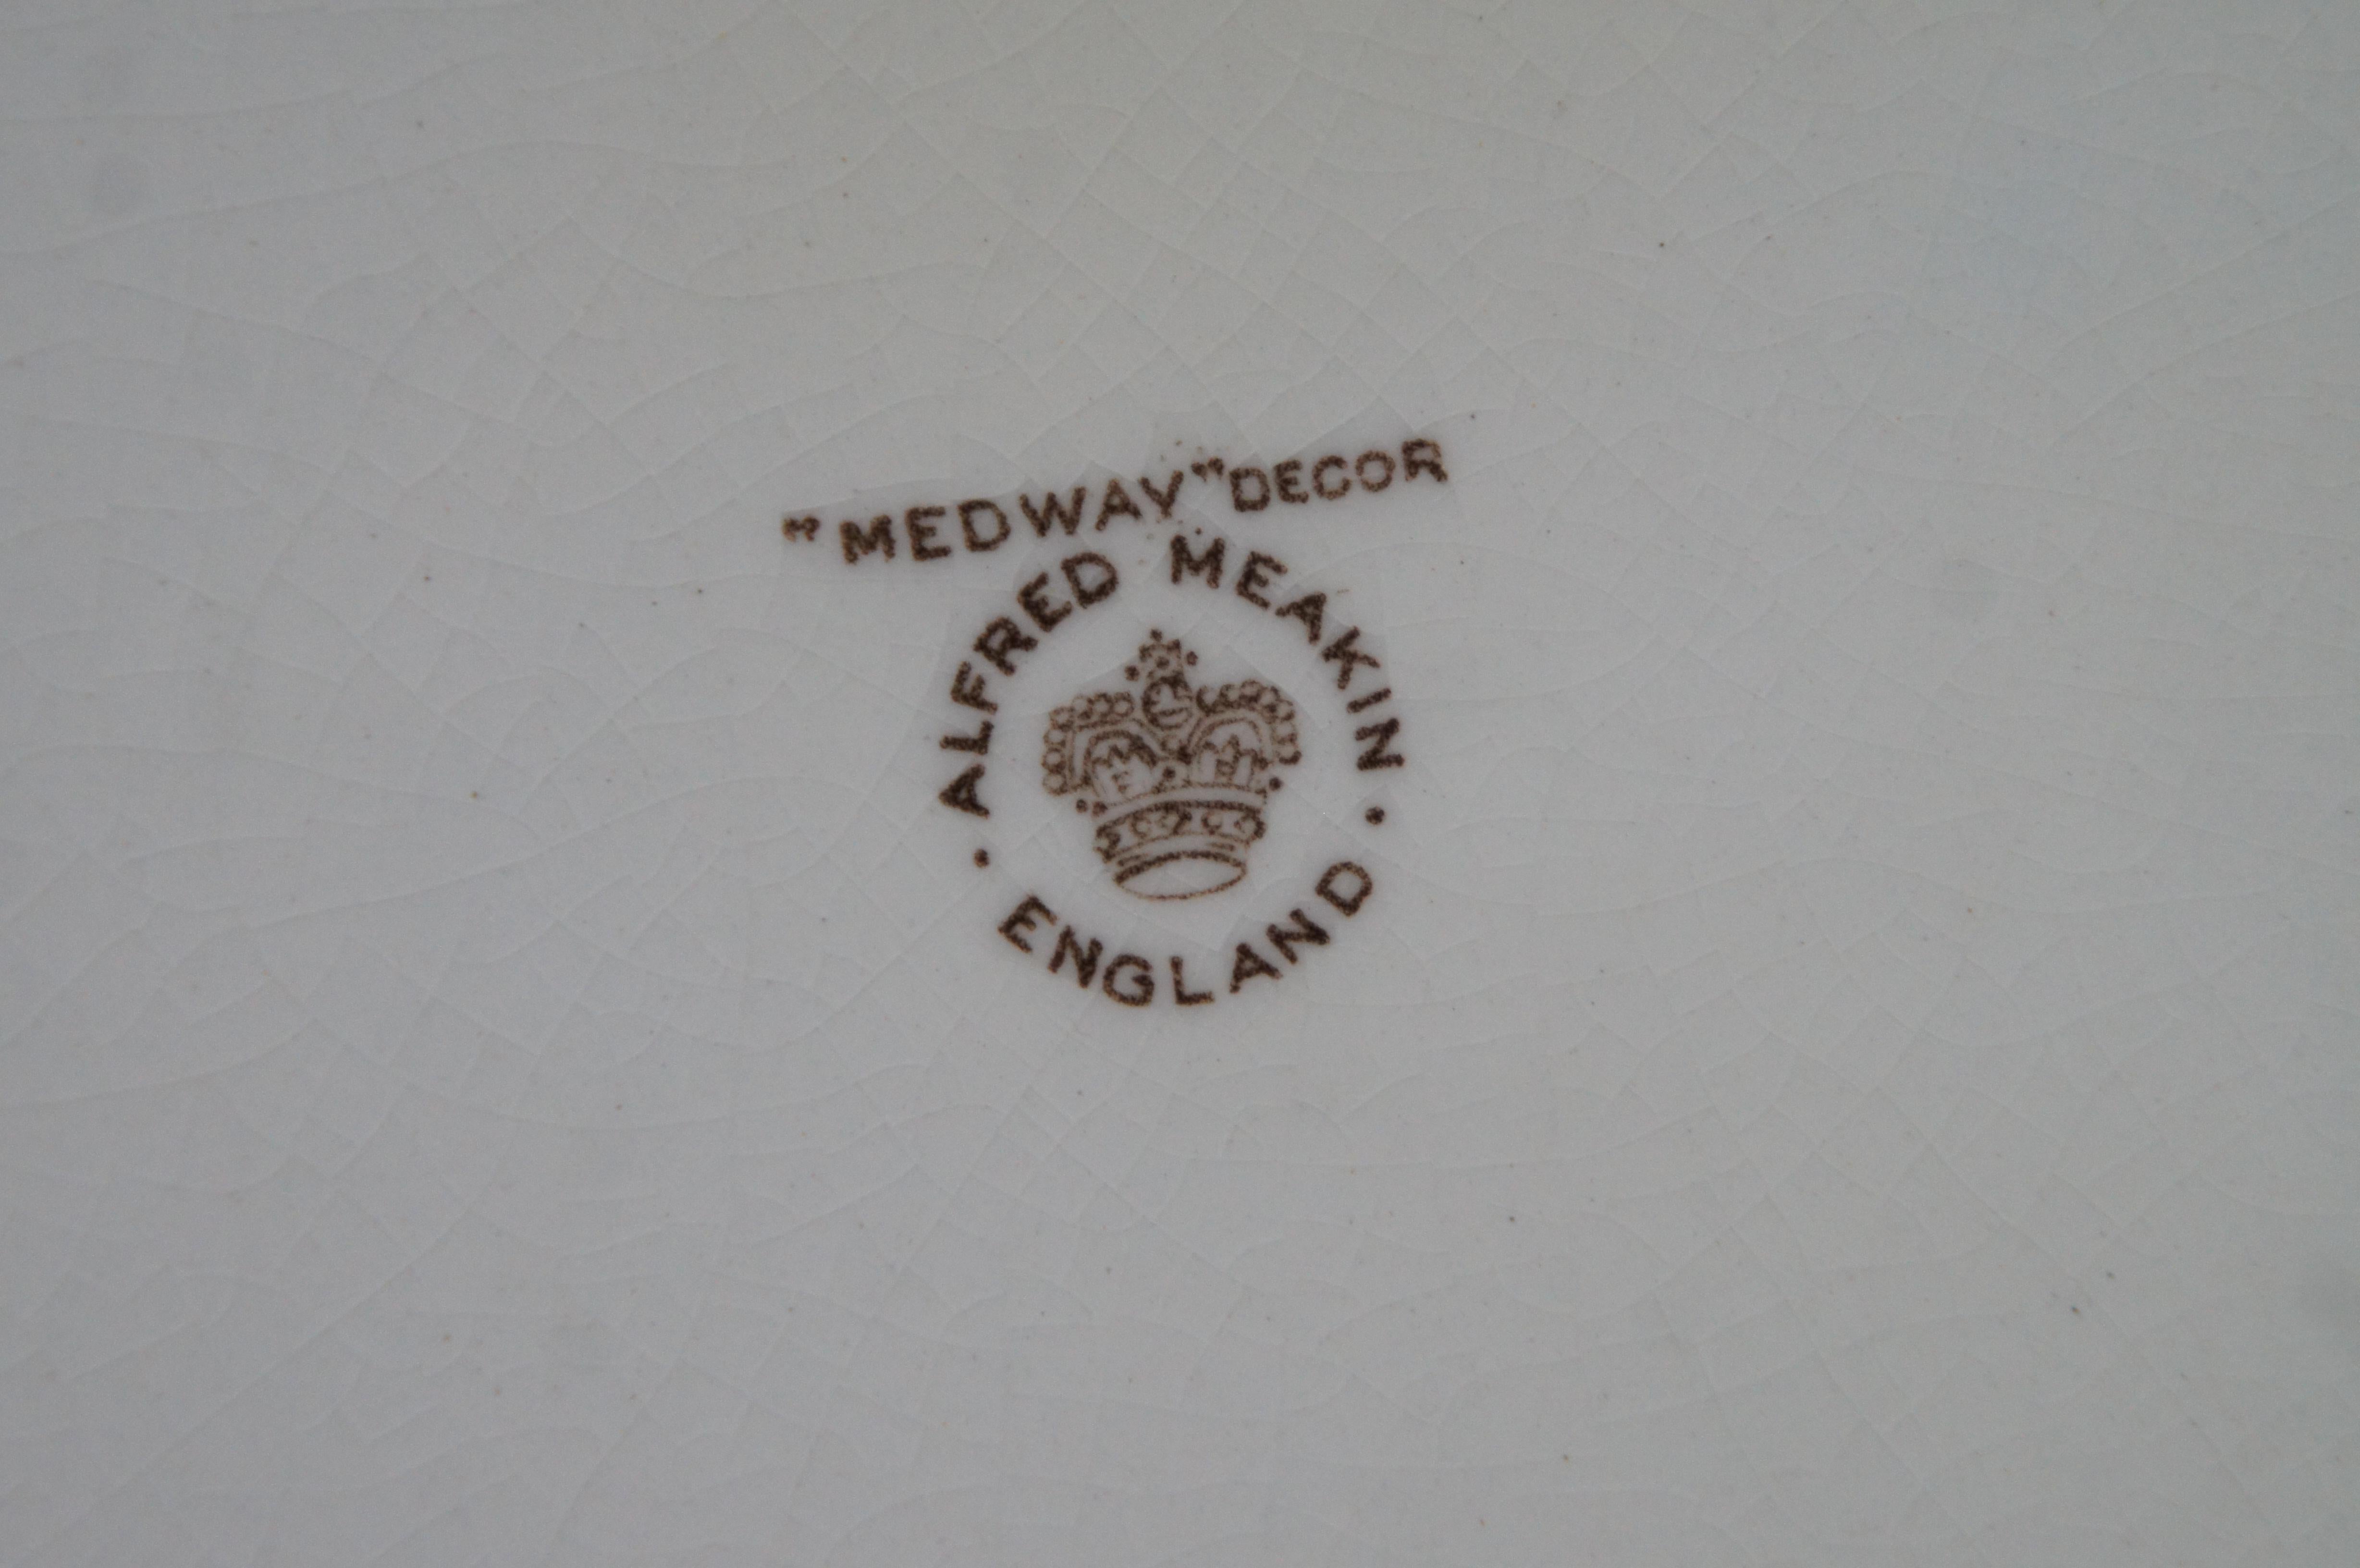 "MEDWAY" DECOR
ALFRED MEAKIN
· ENGLAND ·